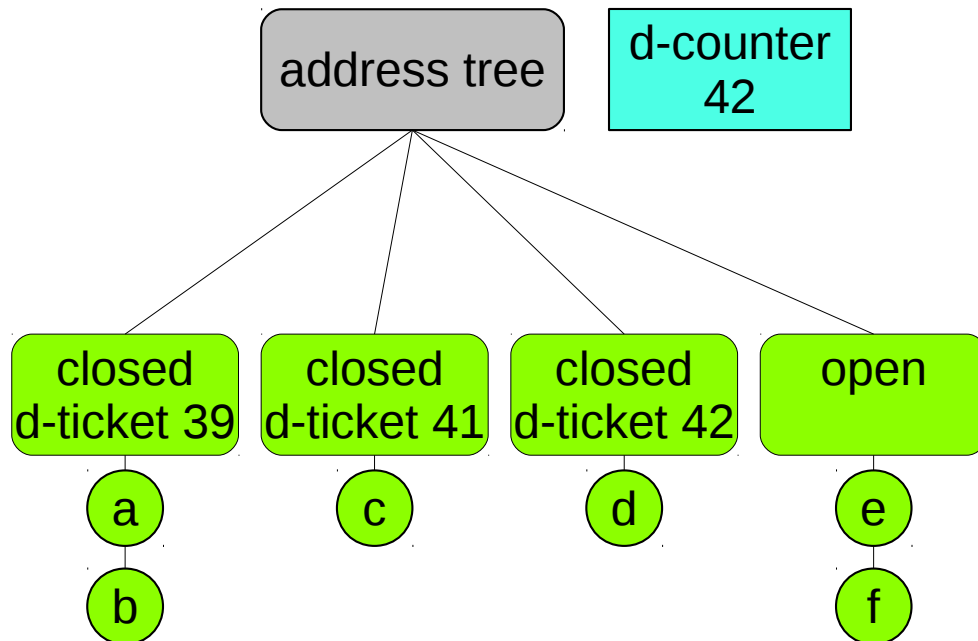 address tree
d-counter
42
closed
d-ticket 39
closed
d-ticket 41
closed
d-ticket 42
open
a
c
d
e
b
f